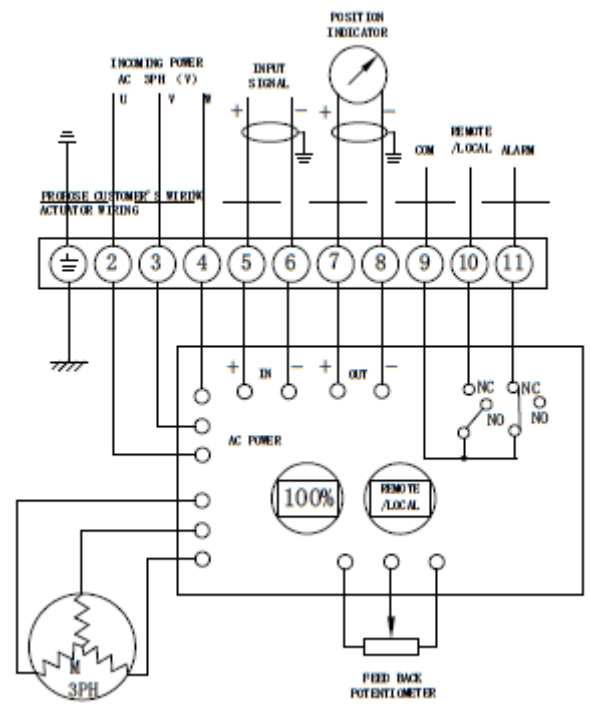 POSITION
INDICATOR
INCOMING POWER
AC 3PH (V)
U V W
INPUT
SIGNAL
+ -
+ -
COM
REMOTE
/LOCAL
ALARM
PROPOSE CUSTOMER'S WIRING
ACTUATOR WIRING
2 3 4 5 6 7 8 9 10 11
+ IN - + OUT -
NC
NO
NC
NO
AC POWER
100%
REMOTE
/LOCAL
M
3PH
FEED BACK
POTENTIOMETER